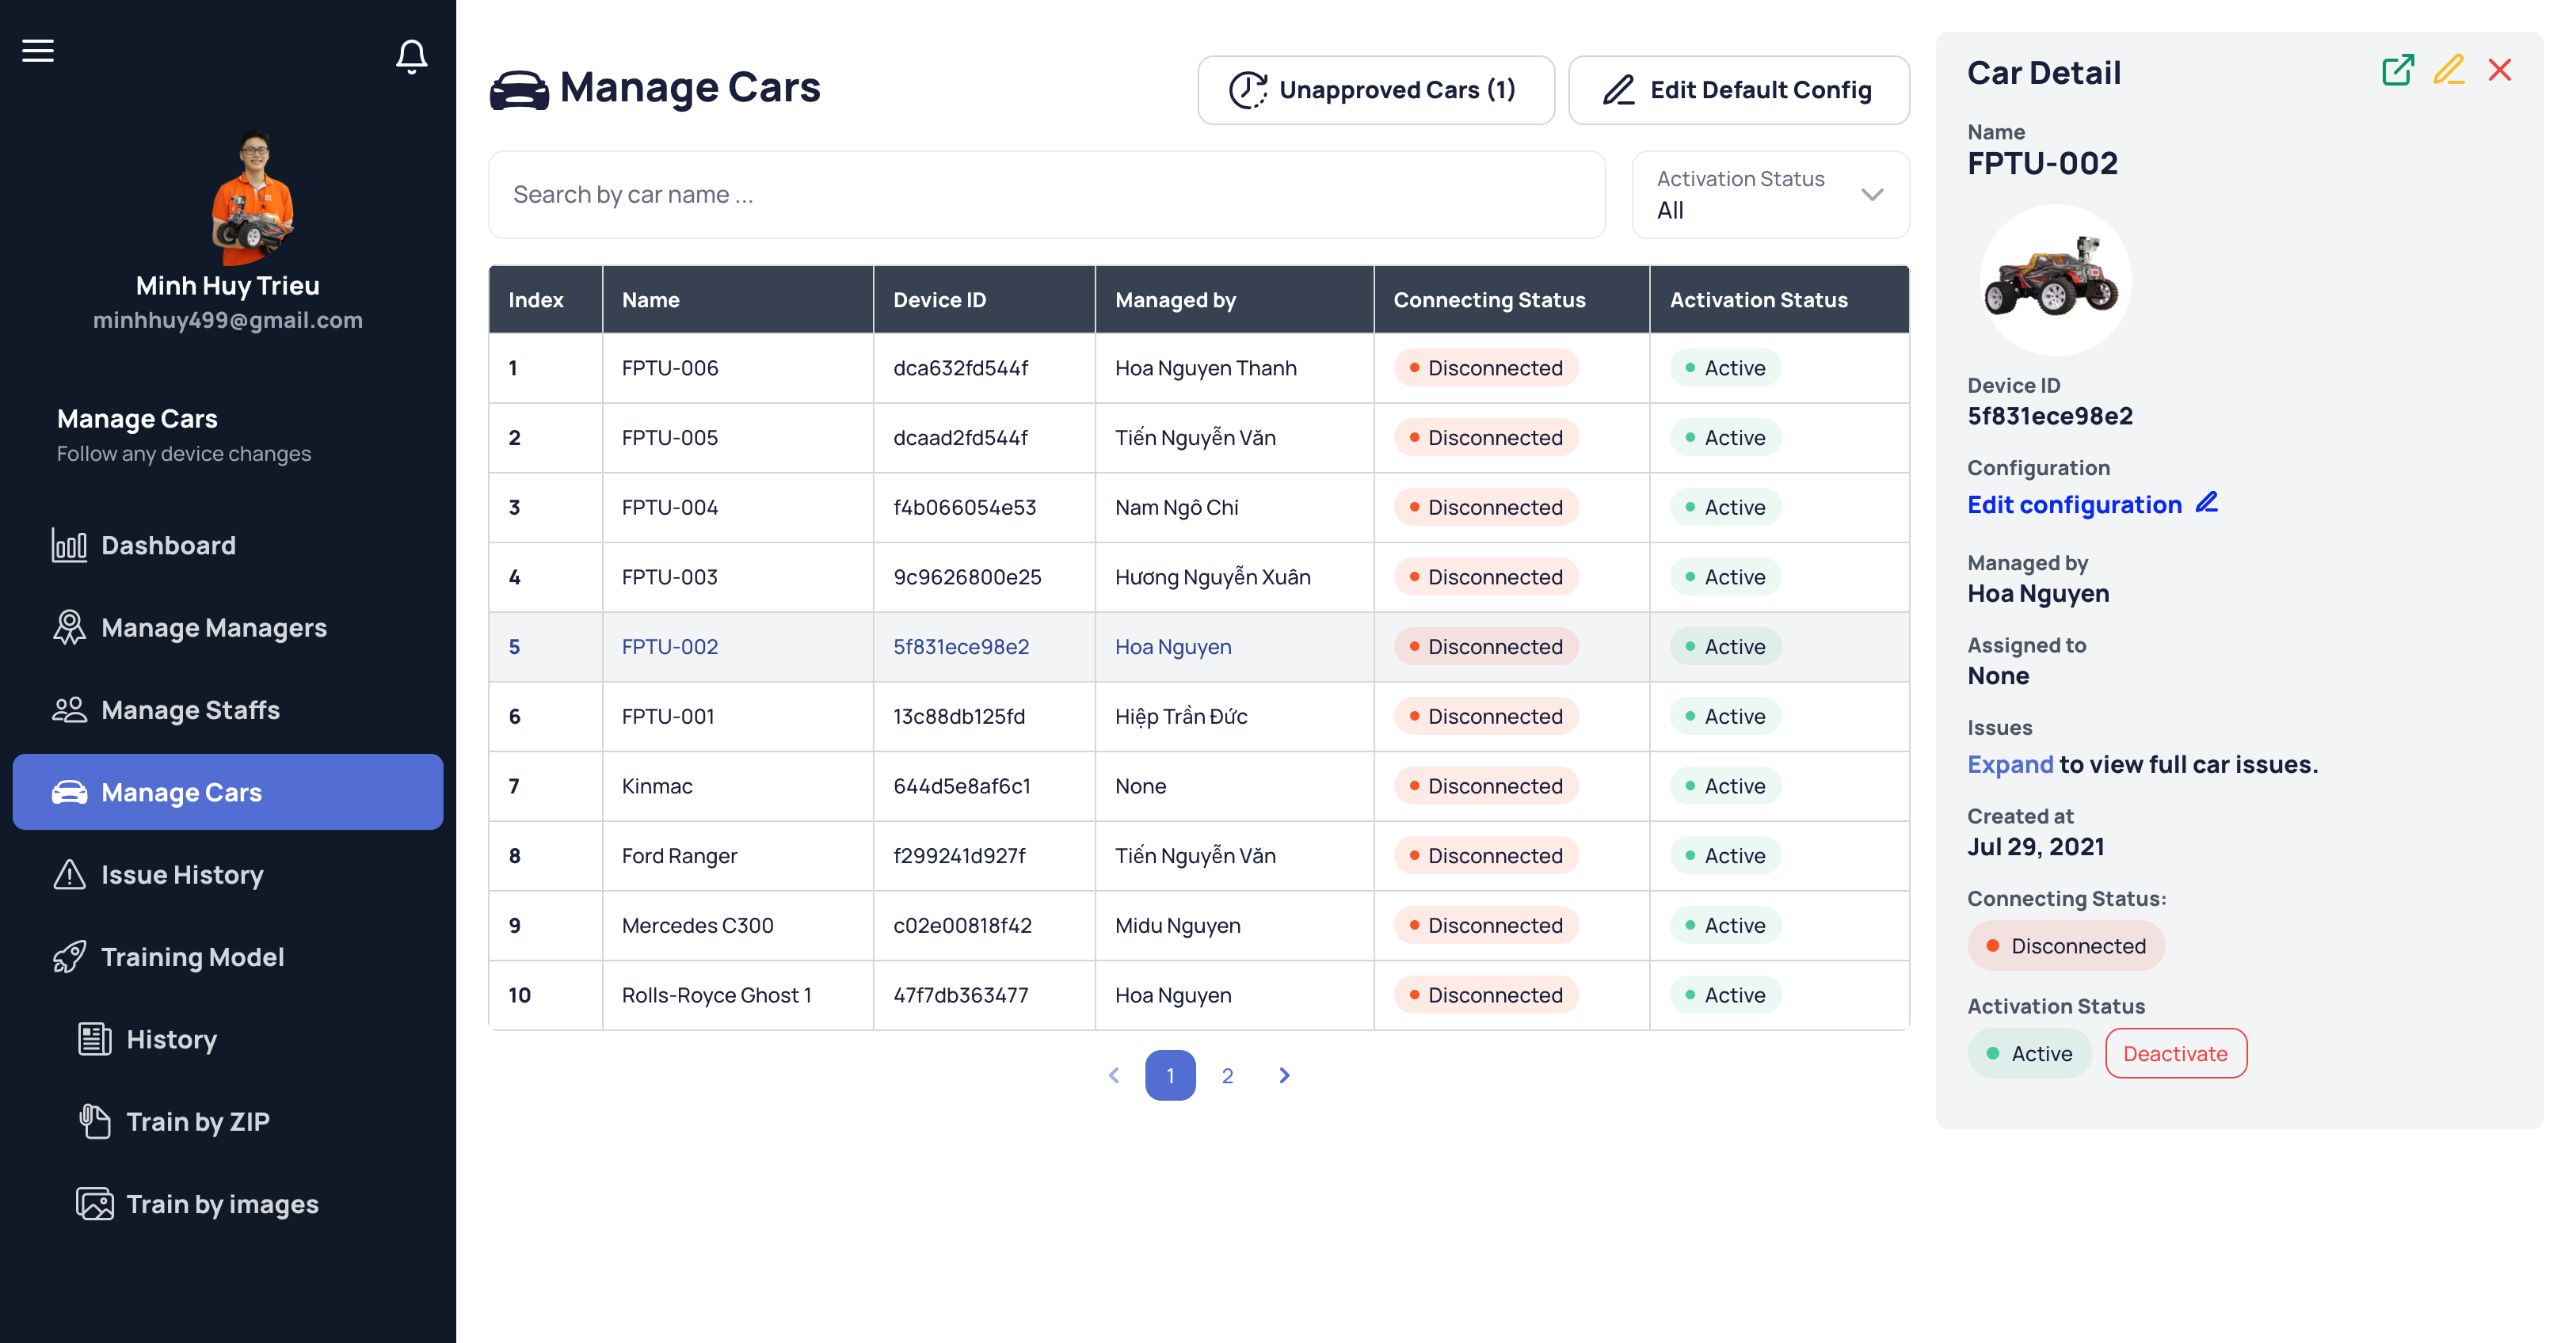 Minh Huy Trieu
minhhuy499@gmail.com
Manage Cars
Follow any device changes
Dashboard
Manage Managers
Manage Staffs
Manage Cars
Issue History
Training Model
History
Train by ZIP
Train by images
Manage Cars
Unapproved Cars (1)
Edit Default Config
Search by car name ...
Activation Status
All
Index Name Device ID Managed by Connecting Status Activation Status
1 FPTU-006 dca632fd544f Hoa Nguyen Thanh Disconnected Active
2 FPTU-005 dcaad2fd544f Tiến Nguyễn Văn Disconnected Active
3 FPTU-004 f4b066054e53 Nam Ngô Chí Disconnected Active
4 FPTU-003 9c9626800e25 Hương Nguyễn Xuân Disconnected Active
5 FPTU-002 5f831ece98e2 Hoa Nguyen Disconnected Active
6 FPTU-001 13c88db125fd Hiệp Trần Đức Disconnected Active
7 Kinmac 644d5e8af6c1 None Disconnected Active
8 Ford Ranger f299241d927f Tiến Nguyễn Văn Disconnected Active
9 Mercedes C300 c02e00818f42 Midu Nguyen Disconnected Active
10 Rolls-Royce Ghost 1 47f7db363477 Hoa Nguyen Disconnected Active
1 2
Car Detail
Name
FPTU-002
Device ID
5f831ece98e2
Configuration
Edit configuration
Managed by
Hoa Nguyen
Assigned to
None
Issues
Expand to view full car issues.
Created at
Jul 29, 2021
Connecting Status:
Disconnected
Activation Status
Active Deactivate